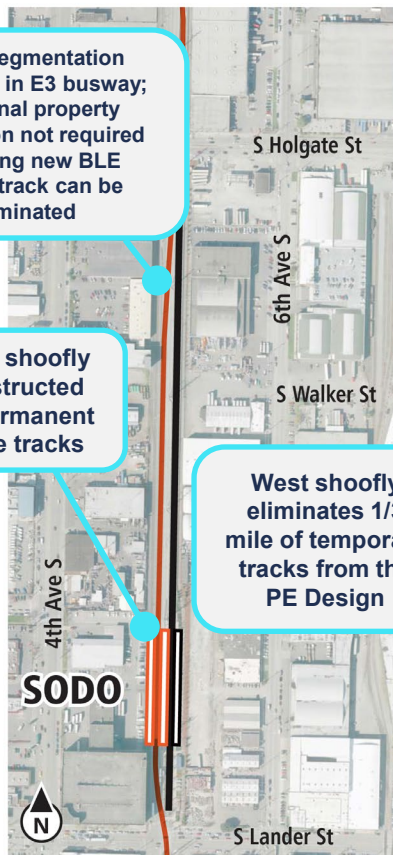 egmentation
in E3 busway;
nal property
n not required
ng new BLE
track can be
minated
S Holgate St
6th Ave S
shoofly
structed
rmanent
e tracks
S Walker St
West shoofly
eliminates 1/3
mile of tempora
tracks from th
PE Design
4th Ave S
SODO
N
S Lander St